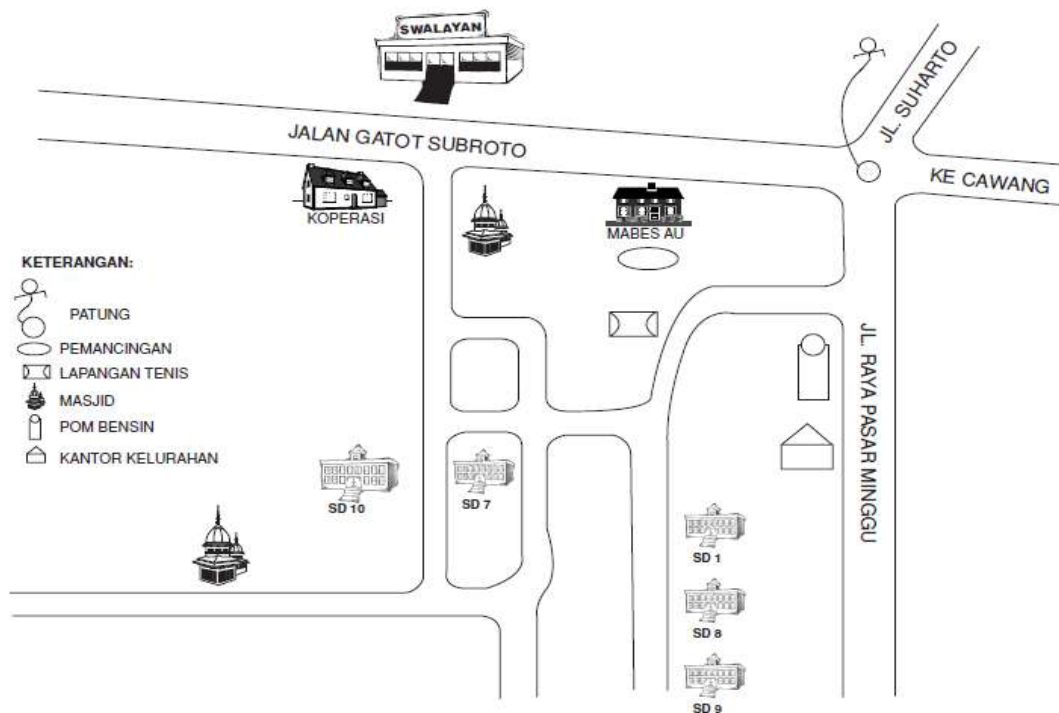 SWALAYAN
JL. SUHARTO
JALAN GATOT SUBROTO
KE CAWANG
KOPERASI
MABES AU
KETERANGAN:
PATUNG
PEMANCINGAN
LAPANGAN TENIS
MASJID
POM BENSIN
KANTOR KELURAHAN
JL. RAYA PASAR MINGGU
SD 10
SD 7
SD 1
SD 8
SD 9